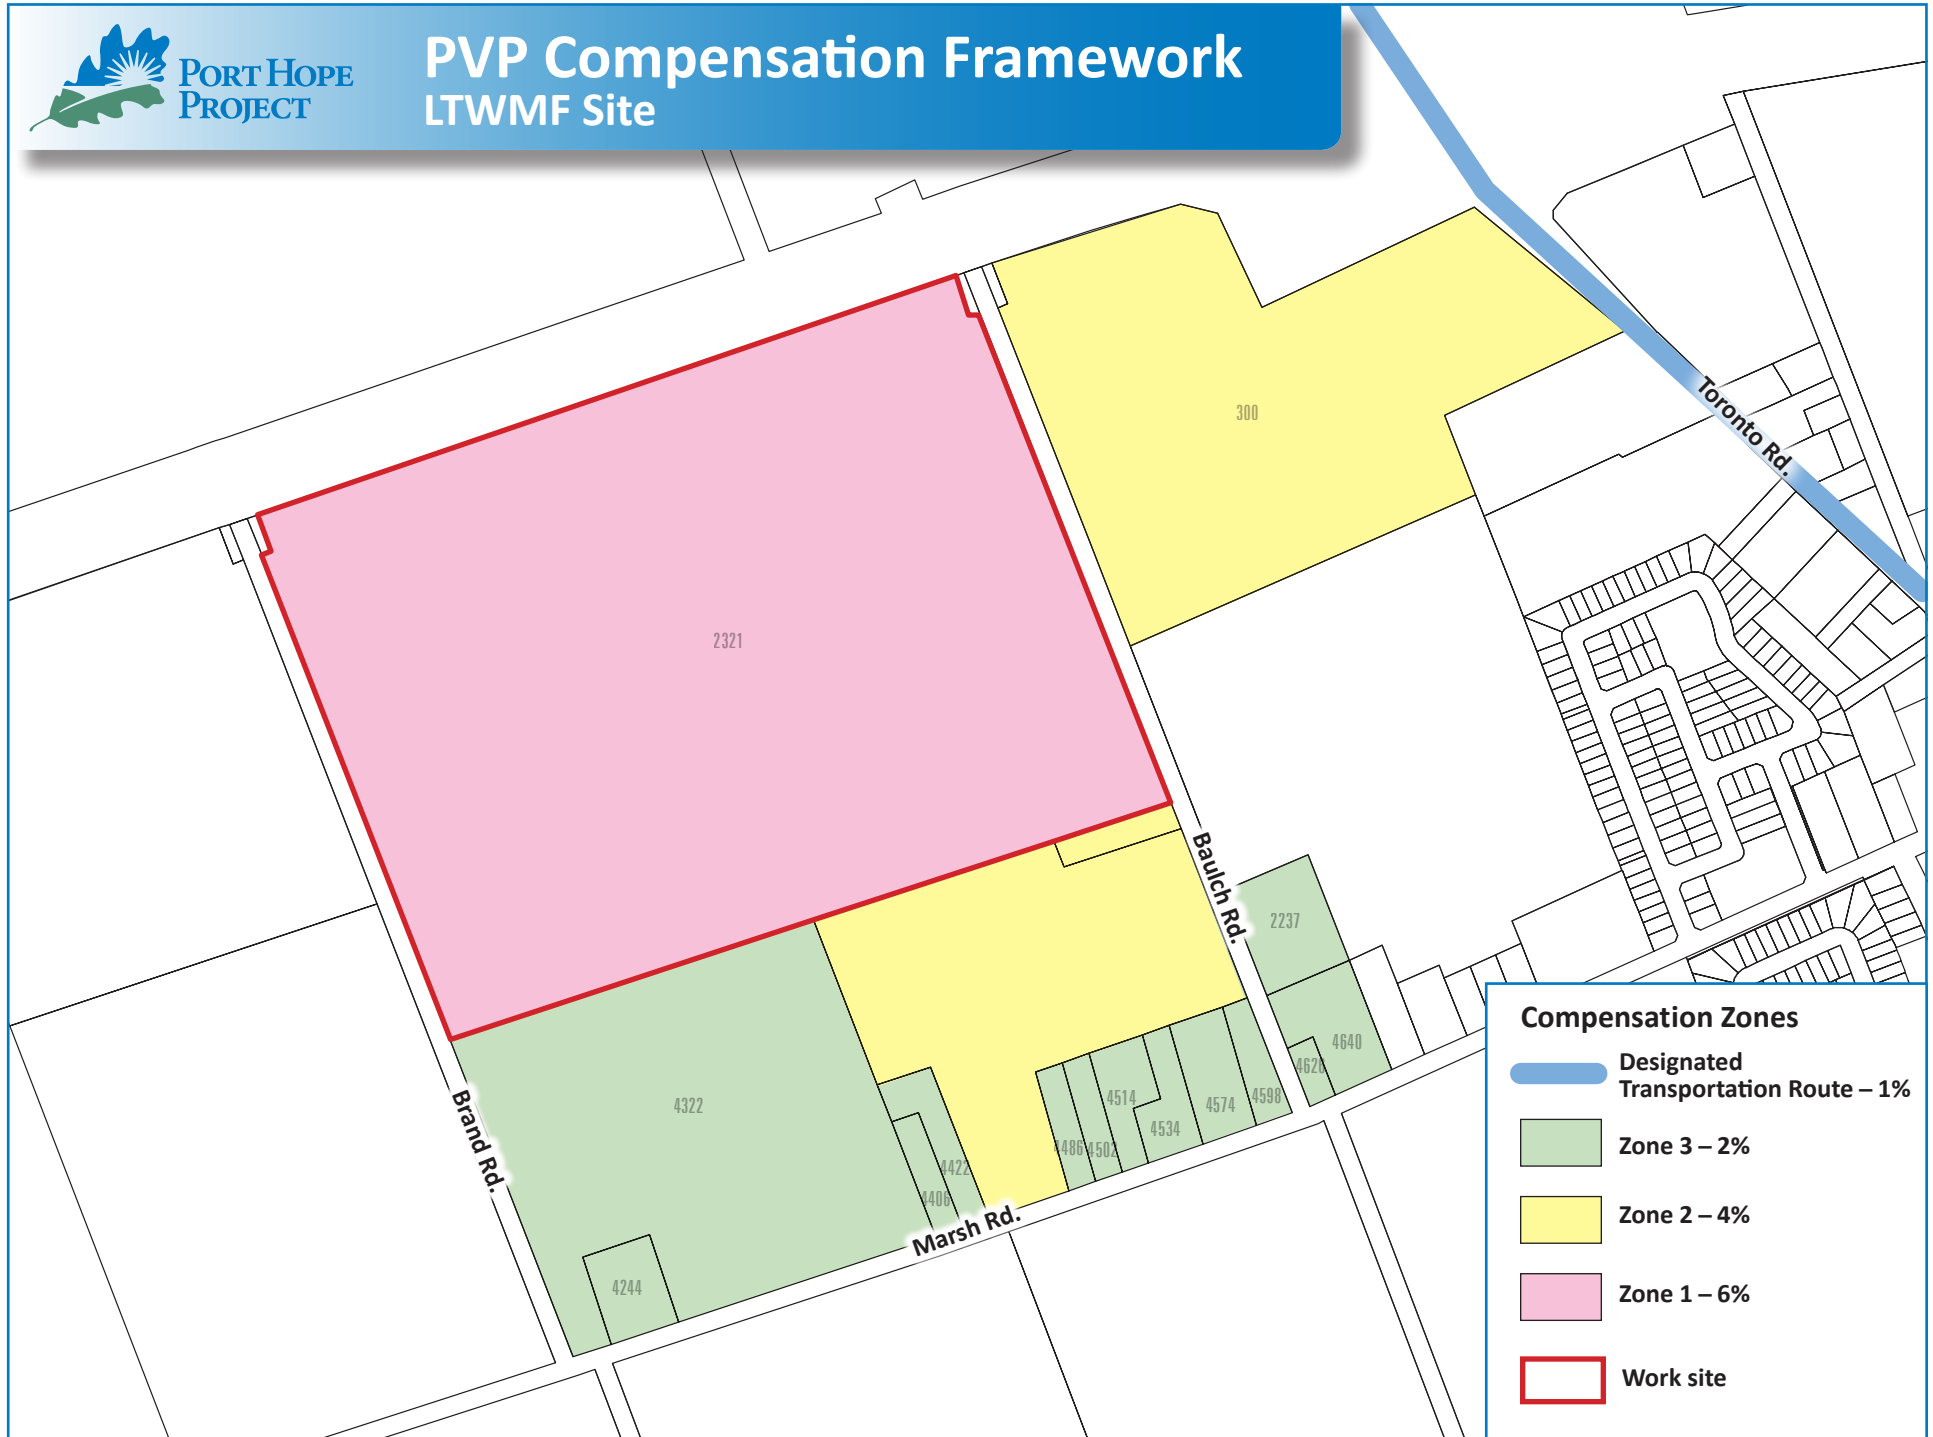 PORT HOPE
PROJECT
PVP Compensation Framework
LTWMF Site
Toronto Rd.
300
2321
Baulch Rd.
2237
4640
4620
4598
4574
4534
4514
4502
4486
4322
4422
4406
Brand Rd.
Marsh Rd.
4244
Compensation Zones
Designated
Transportation Route – 1%
Zone 3 – 2%
Zone 2 – 4%
Zone 1 – 6%
Work site